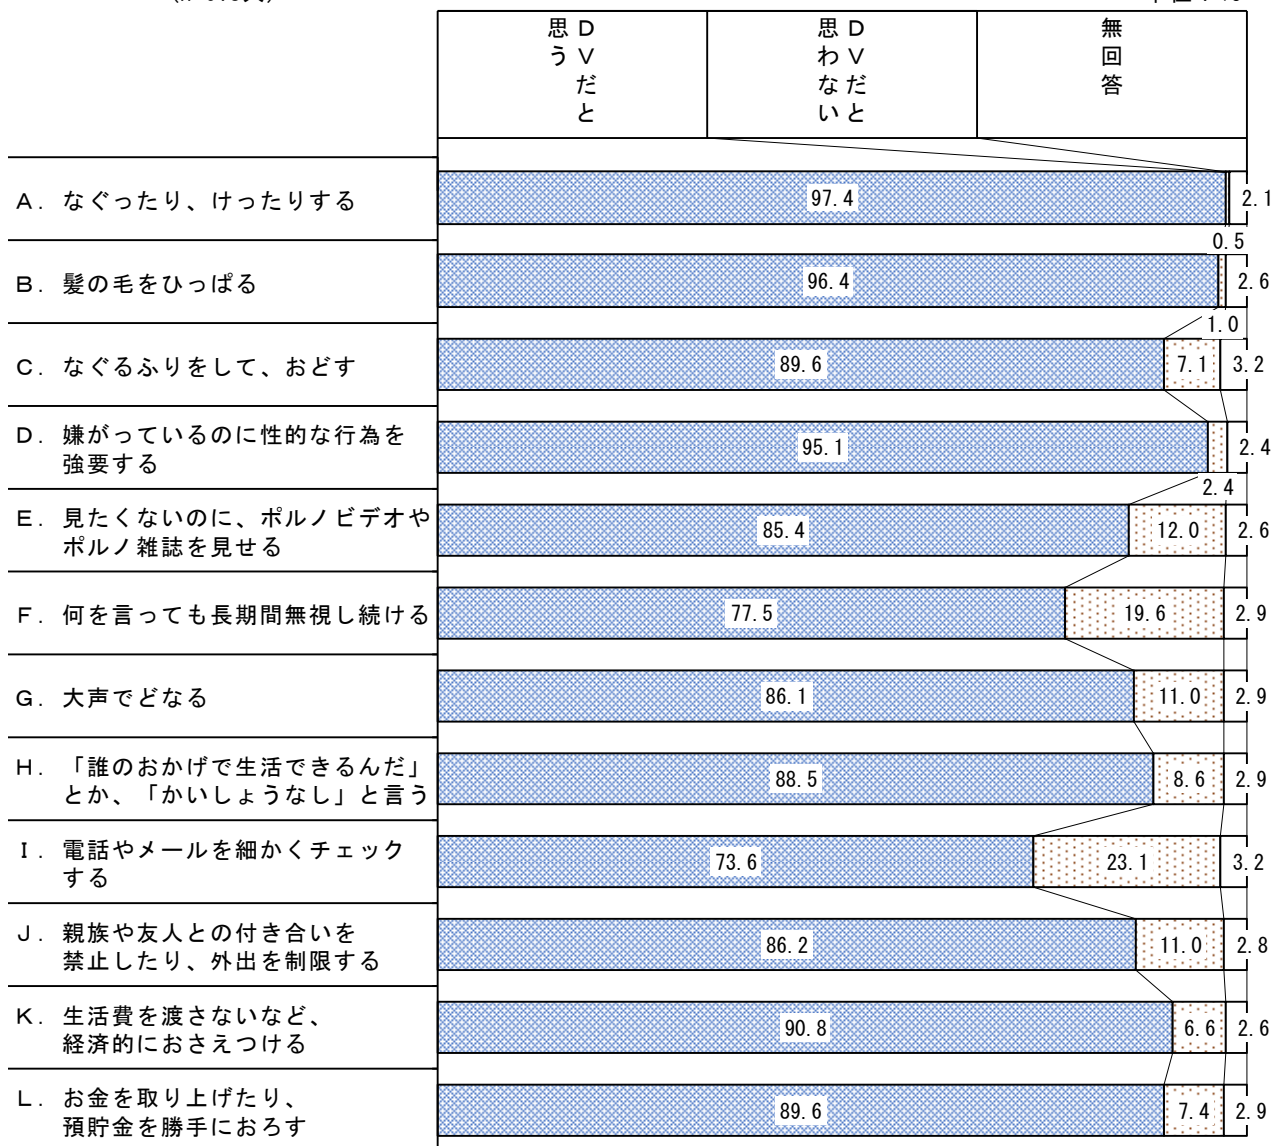 DVだと思う
DVだと思わない
無回答
A. なぐったり、けったりする
97.4
2.1
0.5
B. 髪の毛をひっぱる
96.4
2.6
1.0
C. なぐるふりをして、おどす
89.6
7.1
3.2
D. 嫌がっているのに性的な行為を
強要する
95.1
2.4
2.4
E. 見たくないのに、ポルノビデオや
ポルノ雑誌を見せる
85.4
12.0
2.6
F. 何を言っても長期間無視し続ける
77.5
19.6
2.9
G. 大声でどなる
86.1
11.0
2.9
H. 「誰のおかげで生活できるんだ」
とか、「かいしょうなし」と言う
88.5
8.6
2.9
I. 電話やメールを細かくチェック
する
73.6
23.1
3.2
J. 親族や友人との付き合いを
禁止したり、外出を制限する
86.2
11.0
2.8
K. 生活費を渡さないなど、
経済的におさえつける
90.8
6.6
2.6
L. お金を取り上げたり、
預貯金を勝手におろす
89.6
7.4
2.9